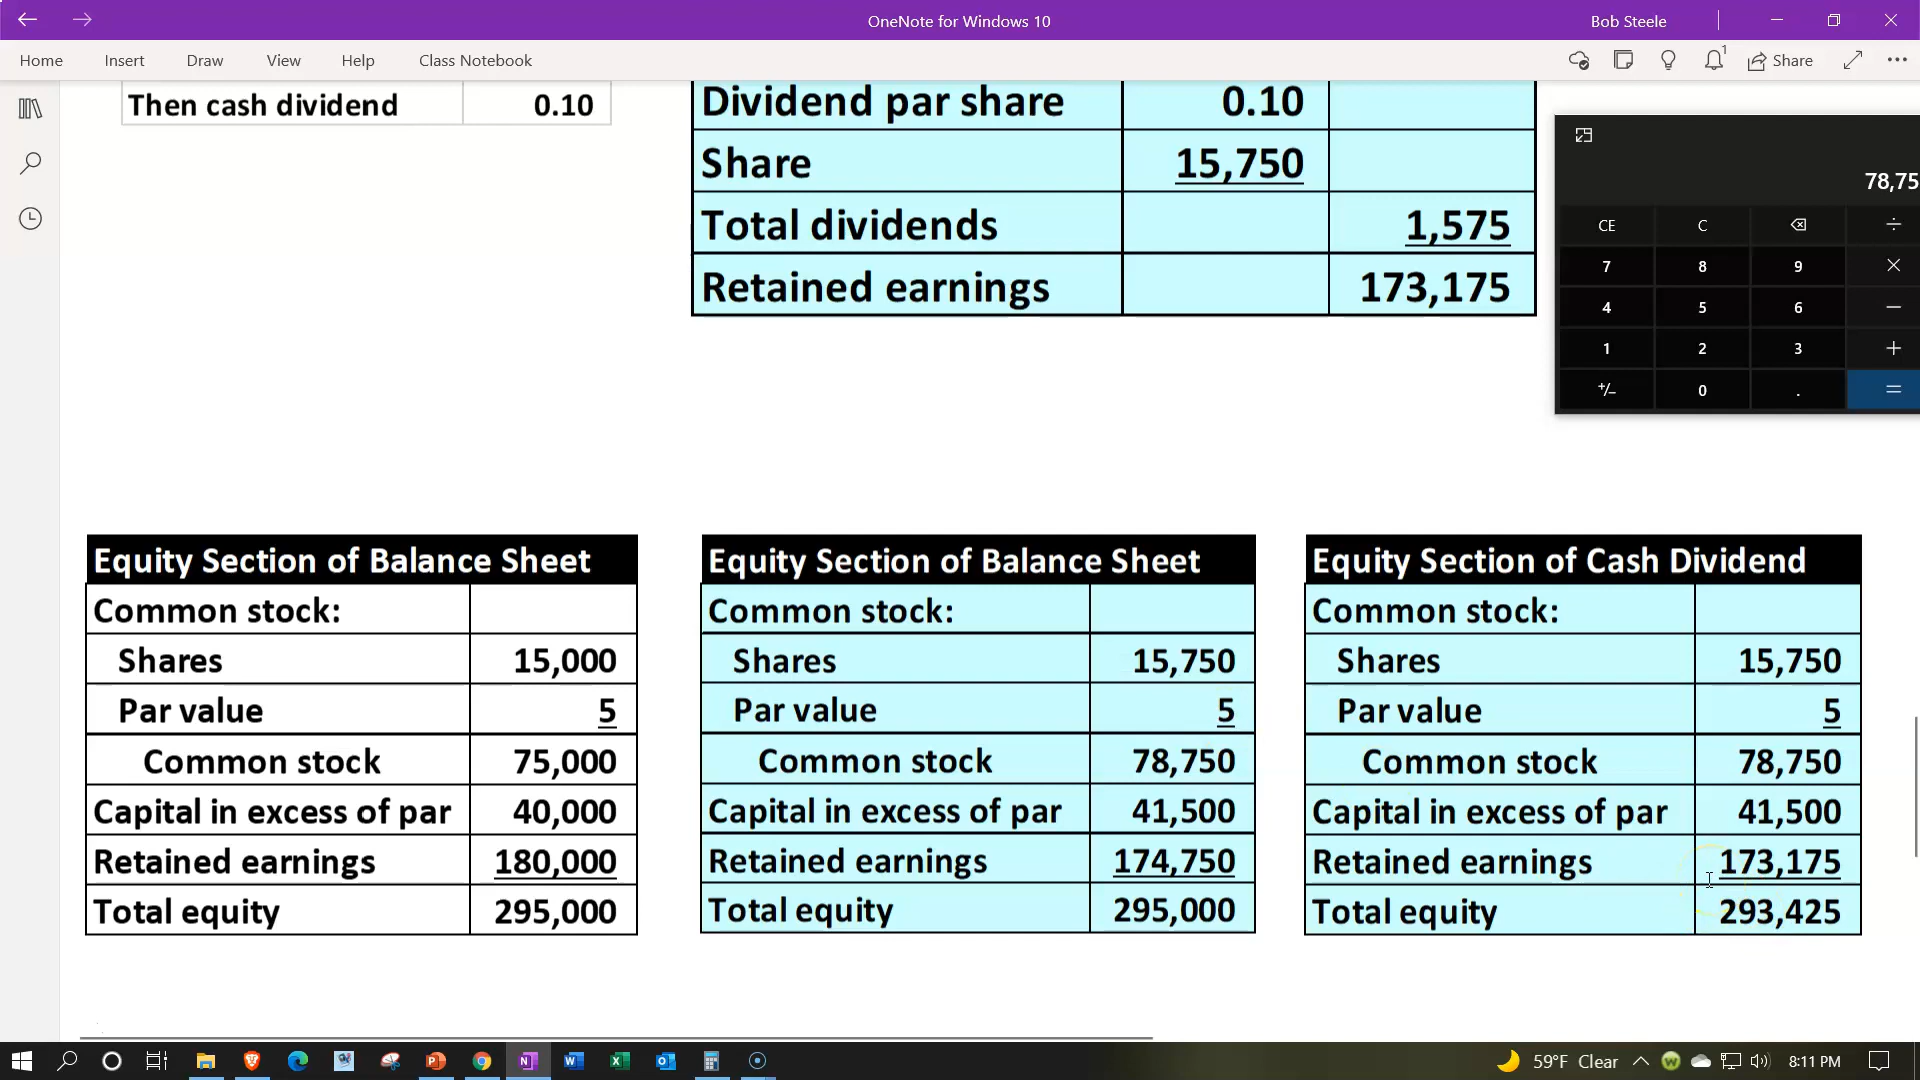 OneNote for Windows 10
Bob Steele
Home Insert Draw View Help Class Notebook
1
Share
Then cash dividend 0.10
Dividend par share 0.10
Share 15,750
Total dividends 1,575
Retained earnings 173,175
78,75
CE C
7 8 9
4 5 6
1 2 3
+/- 0 . =
Equity Section of Balance Sheet
Common stock:
Shares 15,000
Par value 5
Common stock 75,000
Capital in excess of par 40,000
Retained earnings 180,000
Total equity 295,000
Equity Section of Balance Sheet
Common stock:
Shares 15,750
Par value 5
Common stock 78,750
Capital in excess of par 41,500
Retained earnings 174,750
Total equity 295,000
Equity Section of Cash Dividend
Common stock:
Shares 15,750
Par value 5
Common stock 78,750
Capital in excess of par 41,500
Retained earnings 173,175
Total equity 293,425
59°F Clear
8:11 PM